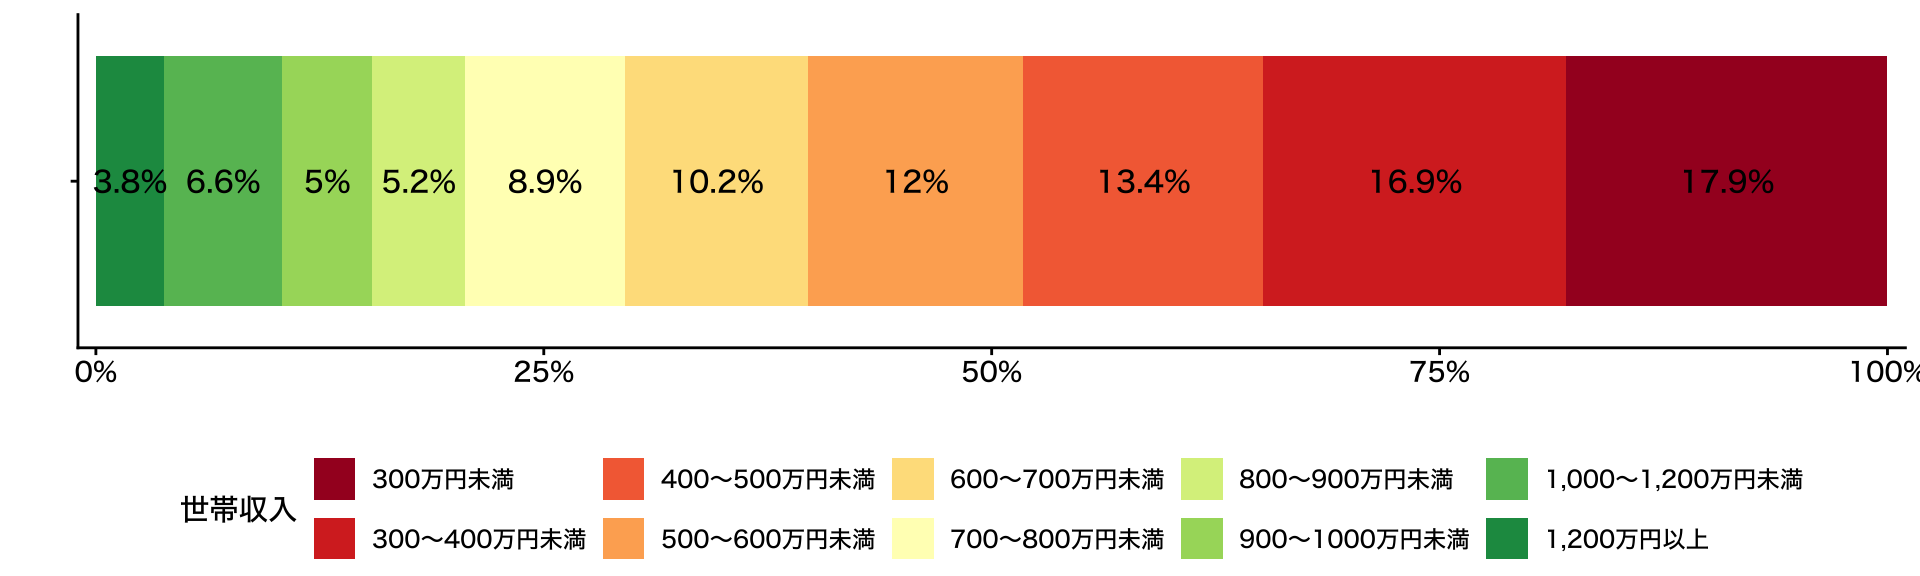 3.8% 6.6% 5% 5.2% 8.9% 10.2% 12% 13.4% 16.9% 17.9%
0% 25% 50% 75% 100%
世帯収入
300万円未満 400〜500万円未満 600〜700万円未満 800〜900万円未満 1,000〜1,200万円未満
300〜400万円未満 500〜600万円未満 700〜800万円未満 900〜1000万円未満 1,200万円以上